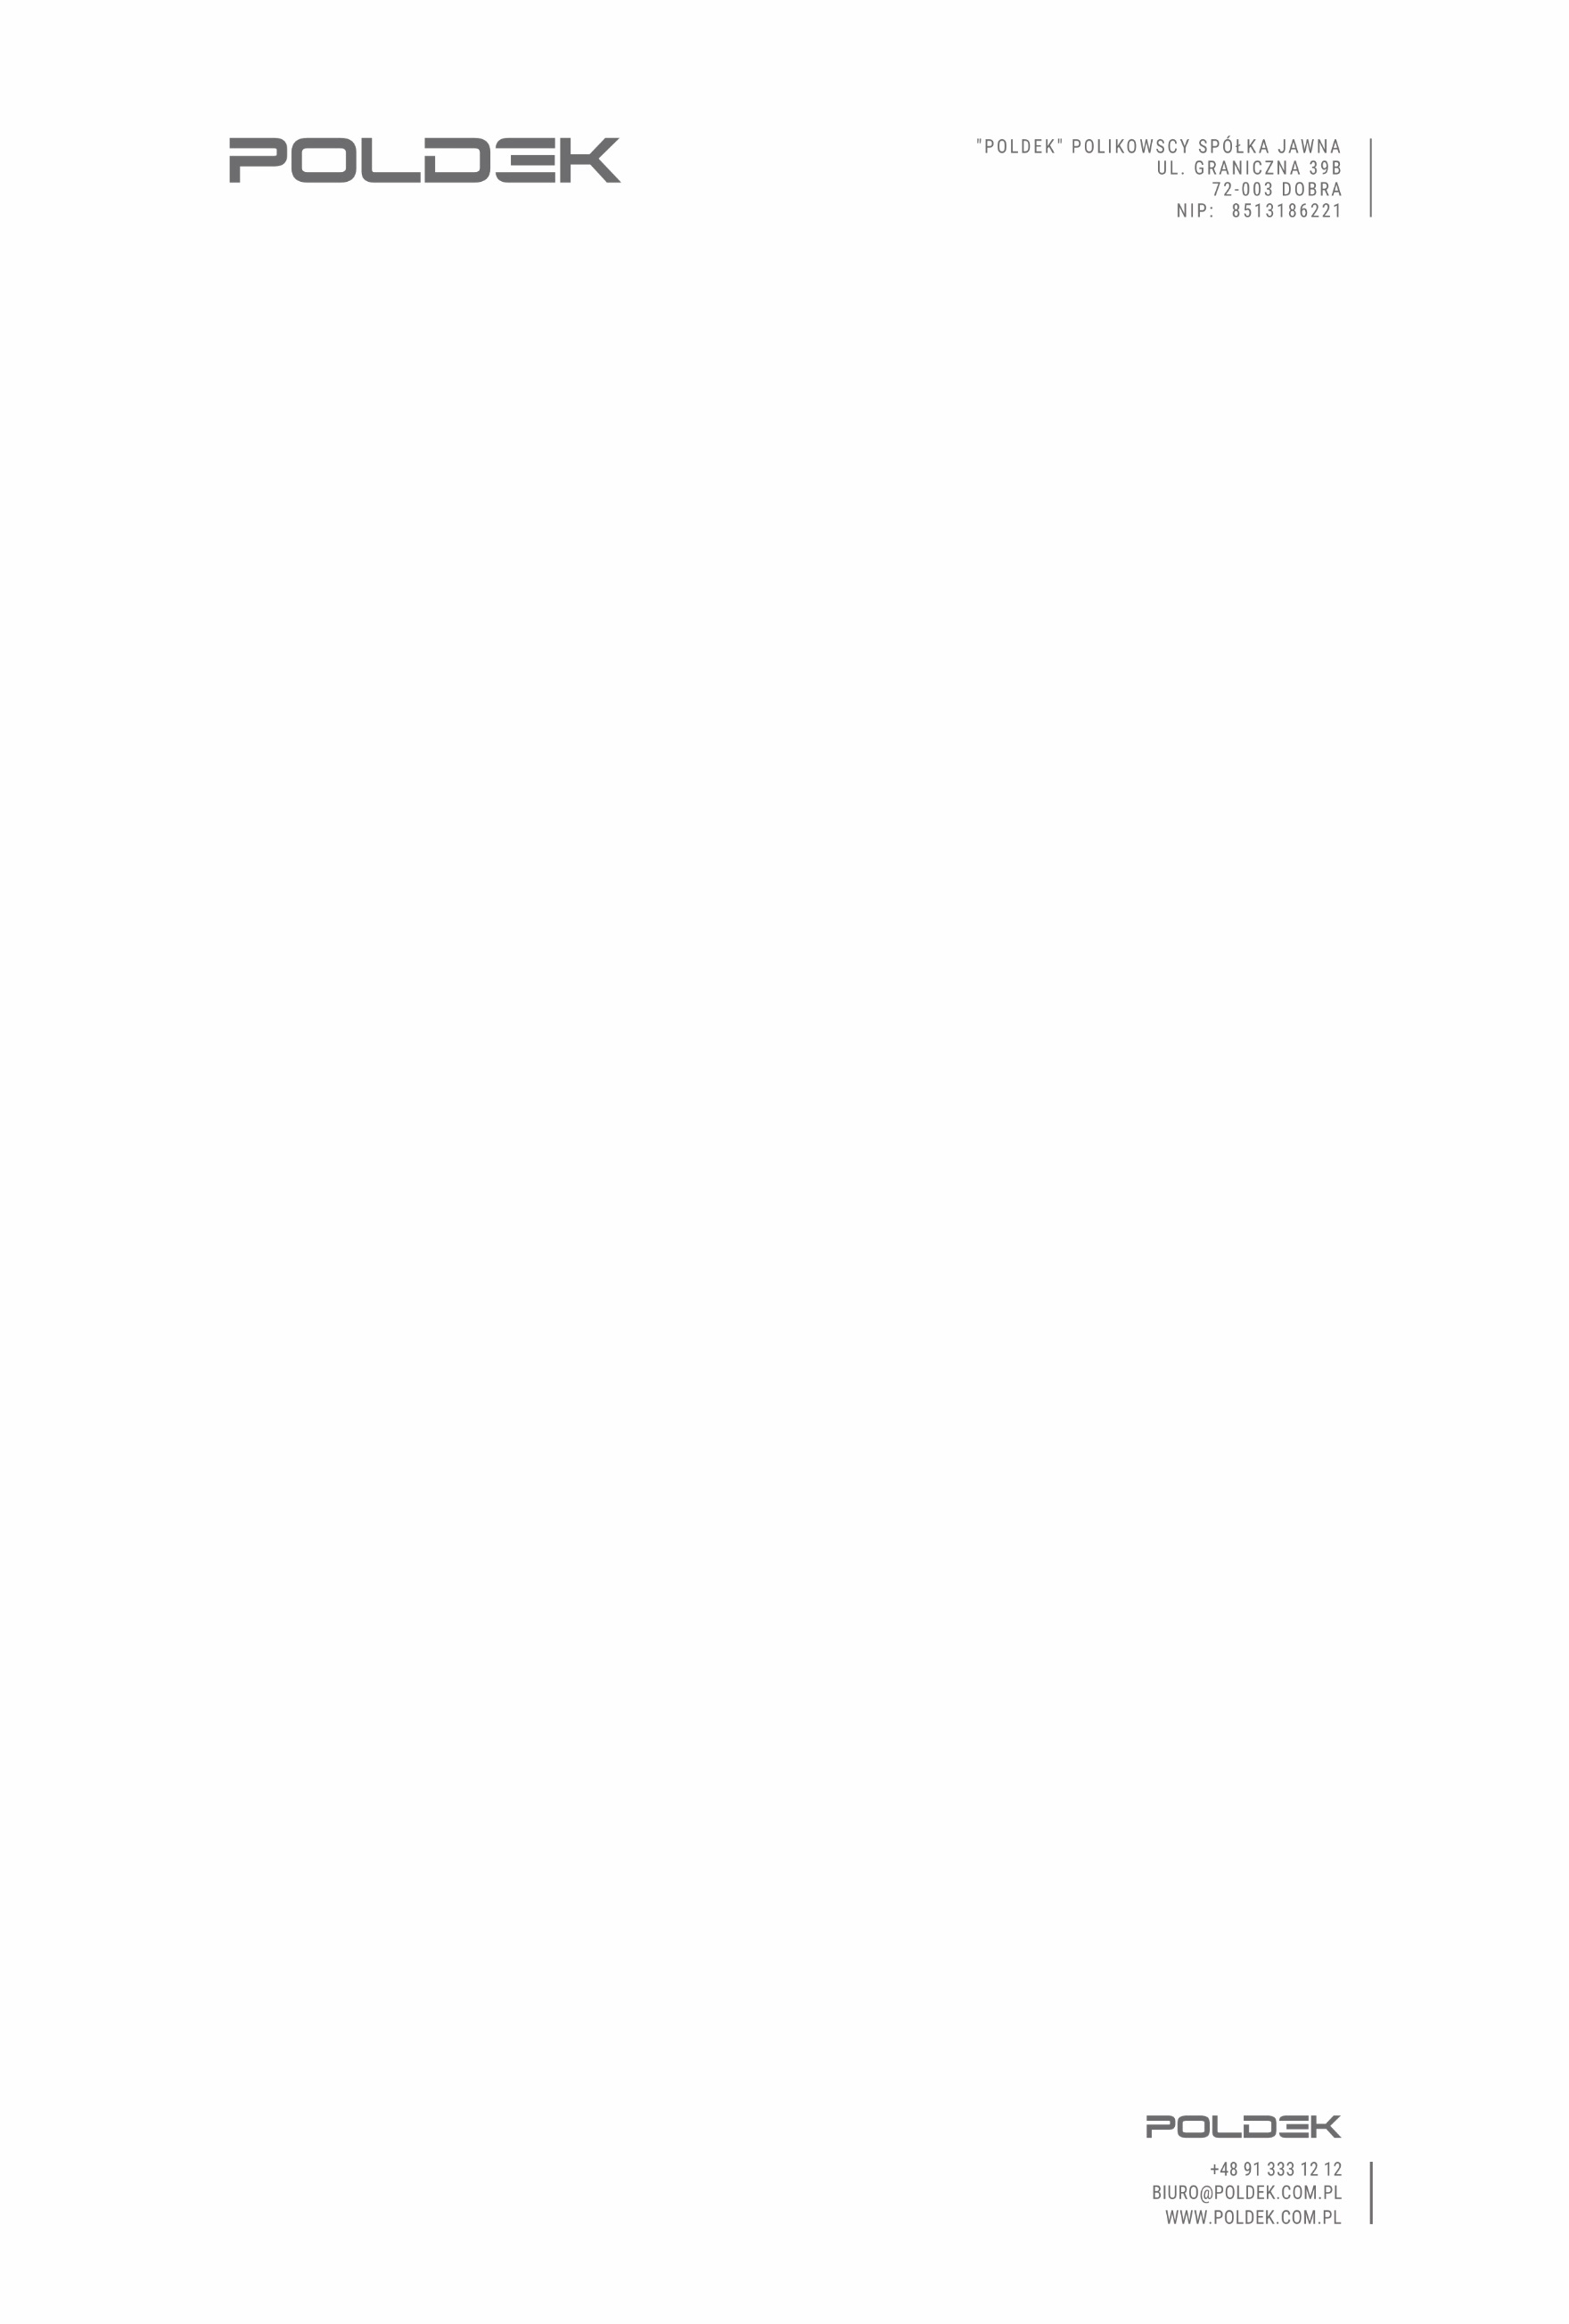 POLDEK
"POLDEK" POLIKOWSCY SPÓŁKA JAWNA
UL. GRANICZNA 39B
72-003 DOBRA
NIP: 8513186221
POLDEK
+48 91 333 12 12
BIURO@POLDEK.COM.PL
WWW.POLDEK.COM.PL